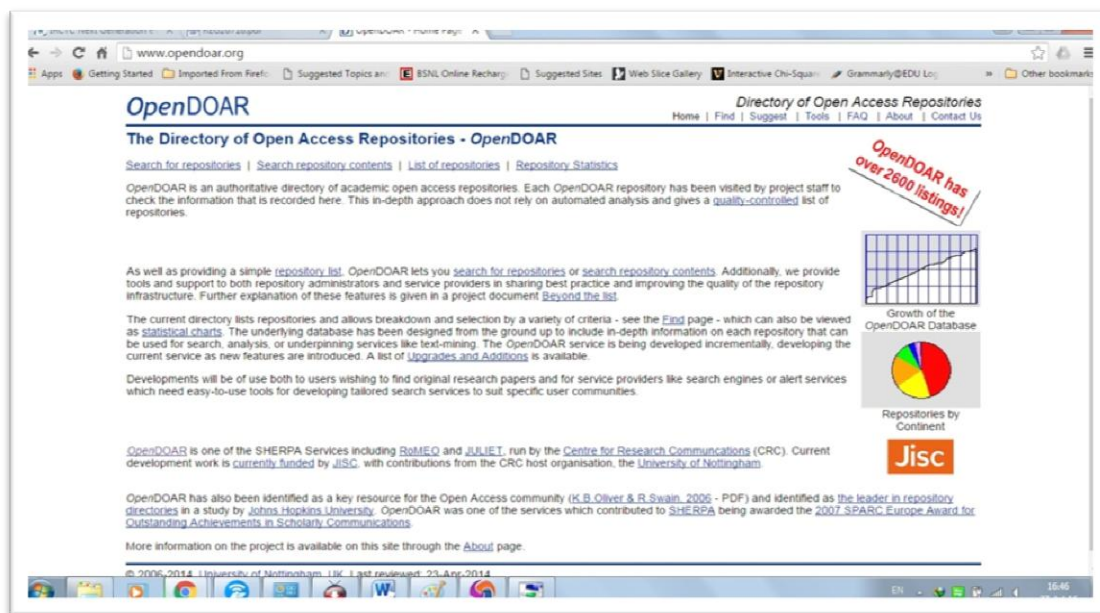 OpenDOAR - Home Page
www.opendoar.org
Apps Getting Started Imported From Firefo Suggested Topics an BSNL Online Recharg Suggested Sites Web Slice Gallery Interactive Chi-Squar Grammarly@EDU Log » Other bookmarks
OpenDOAR
Directory of Open Access Repositories
Home | Find | Suggest | Tools | FAQ | About | Contact Us
The Directory of Open Access Repositories - OpenDOAR
Search for repositories | Search repository contents | List of repositories | Repository Statistics
OpenDOAR has
over 2600 listings!
OpenDOAR is an authoritative directory of academic open access repositories. Each OpenDOAR repository has been visited by project staff to
check the information that is recorded here. This in-depth approach does not rely on automated analysis and gives a quality-controlled list of
repositories.
As well as providing a simple repository list, OpenDOAR lets you search for repositories or search repository contents. Additionally, we provide
tools and support to both repository administrators and service providers in sharing best practice and improving the quality of the repository
infrastructure. Further explanation of these features is given in a project document Beyond the list.
Growth of the
OpenDOAR Database
The current directory lists repositories and allows breakdown and selection by a variety of criteria - see the Find page - which can also be viewed
as statistical charts. The underlying database has been designed from the ground up to include in-depth information on each repository that can
be used for search, analysis, or underpinning services like text-mining. The OpenDOAR service is being developed incrementally, developing the
current service as new features are introduced. A list of Upgrades and Additions is available.
Developments will be of use both to users wishing to find original research papers and for service providers like search engines or alert services
which need easy-to-use tools for developing tailored search services to suit specific user communities.
Repositories by
Continent
OpenDOAR is one of the SHERPA Services including RoMEO and JULIET, run by the Centre for Research Communcations (CRC). Current
development work is currently funded by JISC, with contributions from the CRC host organisation, the University of Nottingham.
Jisc
OpenDOAR has also been identified as a key resource for the Open Access community (K.B.Oliver & R.Swain, 2006 - PDF) and identified as the leader in repository
directories in a study by Johns Hopkins University. OpenDOAR was one of the services which contributed to SHERPA being awarded the 2007 SPARC Europe Award for
Outstanding Achievements in Scholarly Communications.
More information on the project is available on this site through the About page.
© 2006-2014, University of Nottingham, UK. Last reviewed: 23-Apr-2014
EN 16:46